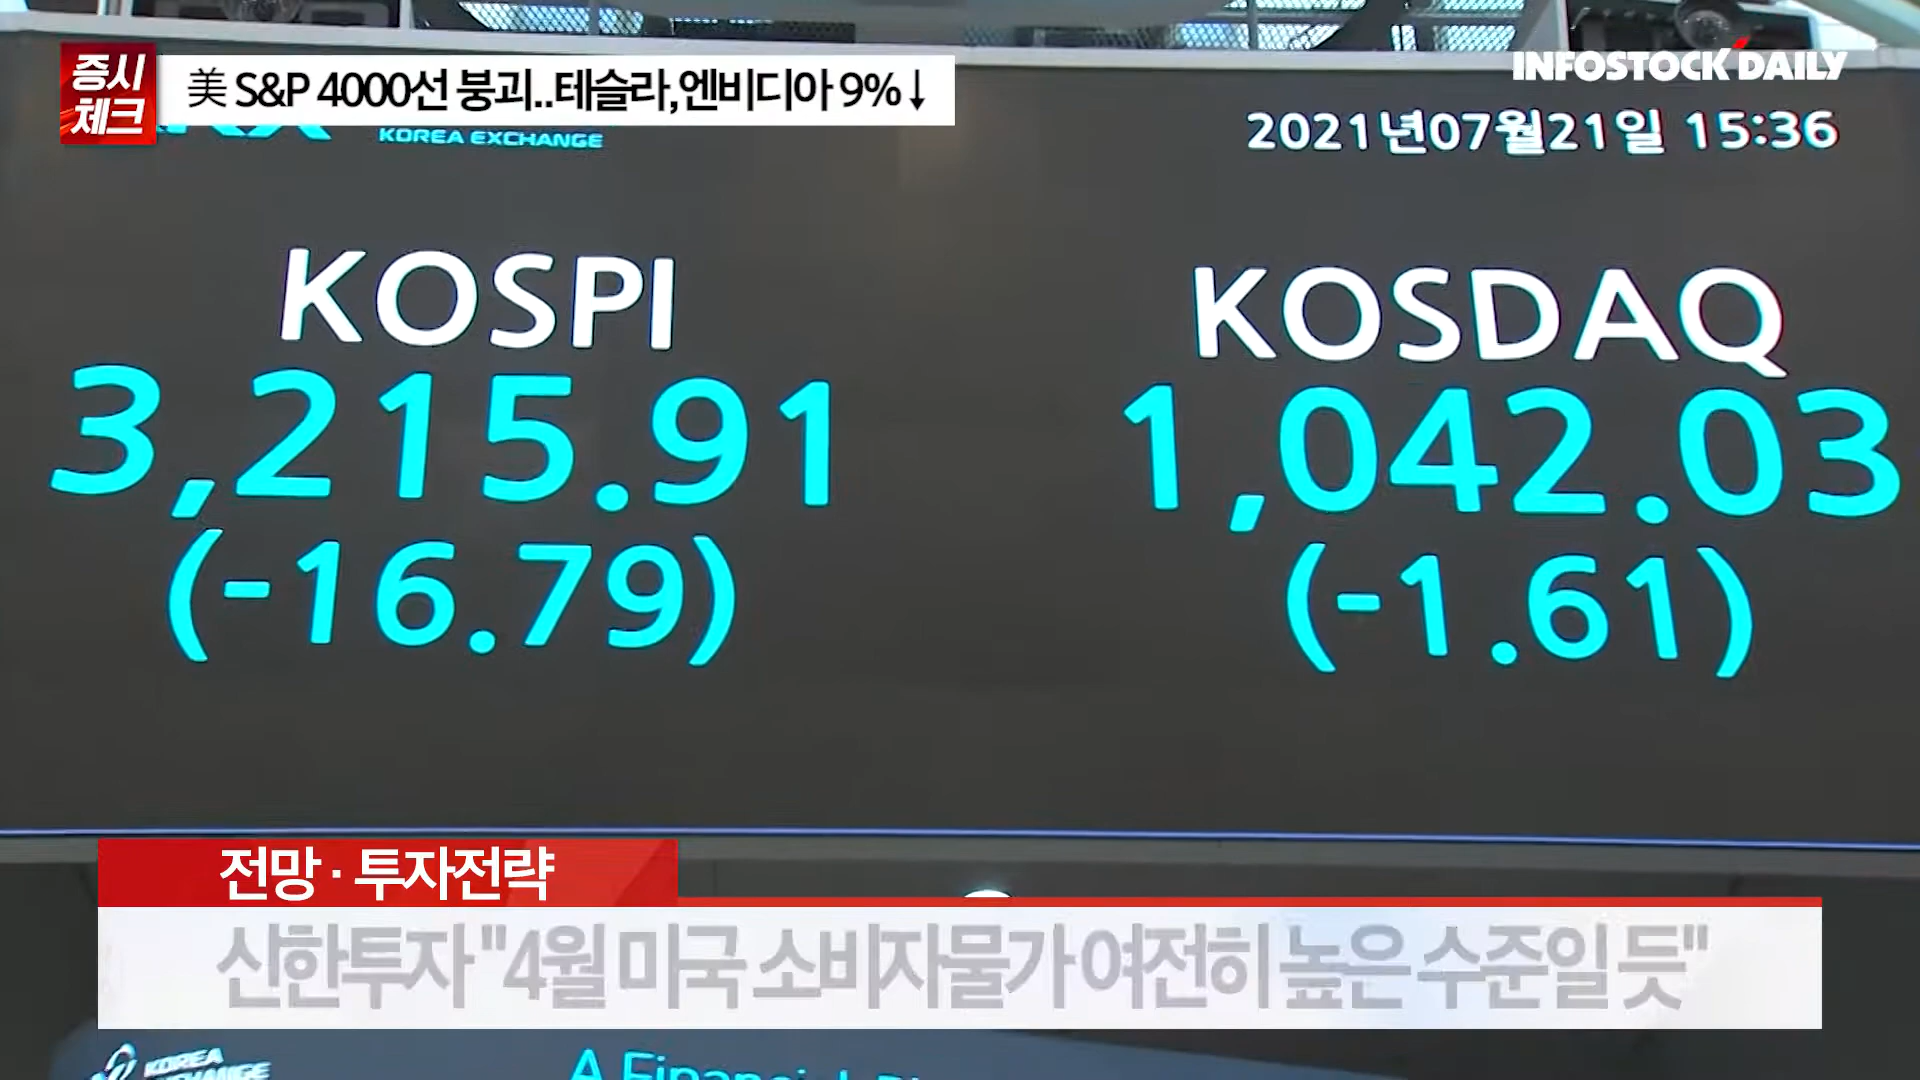 증시
체크
美 S&P 4000선 붕괴..테슬라,엔비디아 9%↓
INFOSTOCK DAILY
KOREA EXCHANGE
2021년07월21일 15:36
KOSPI
3,215.91
(-16.79)
KOSDAQ
1,042.03
(-1.61)
전망·투자전략
신한투자 "4월 미국 소비자물가 여전히 높은 수준일 듯"
KOREA
EXCHANGE
A Financial